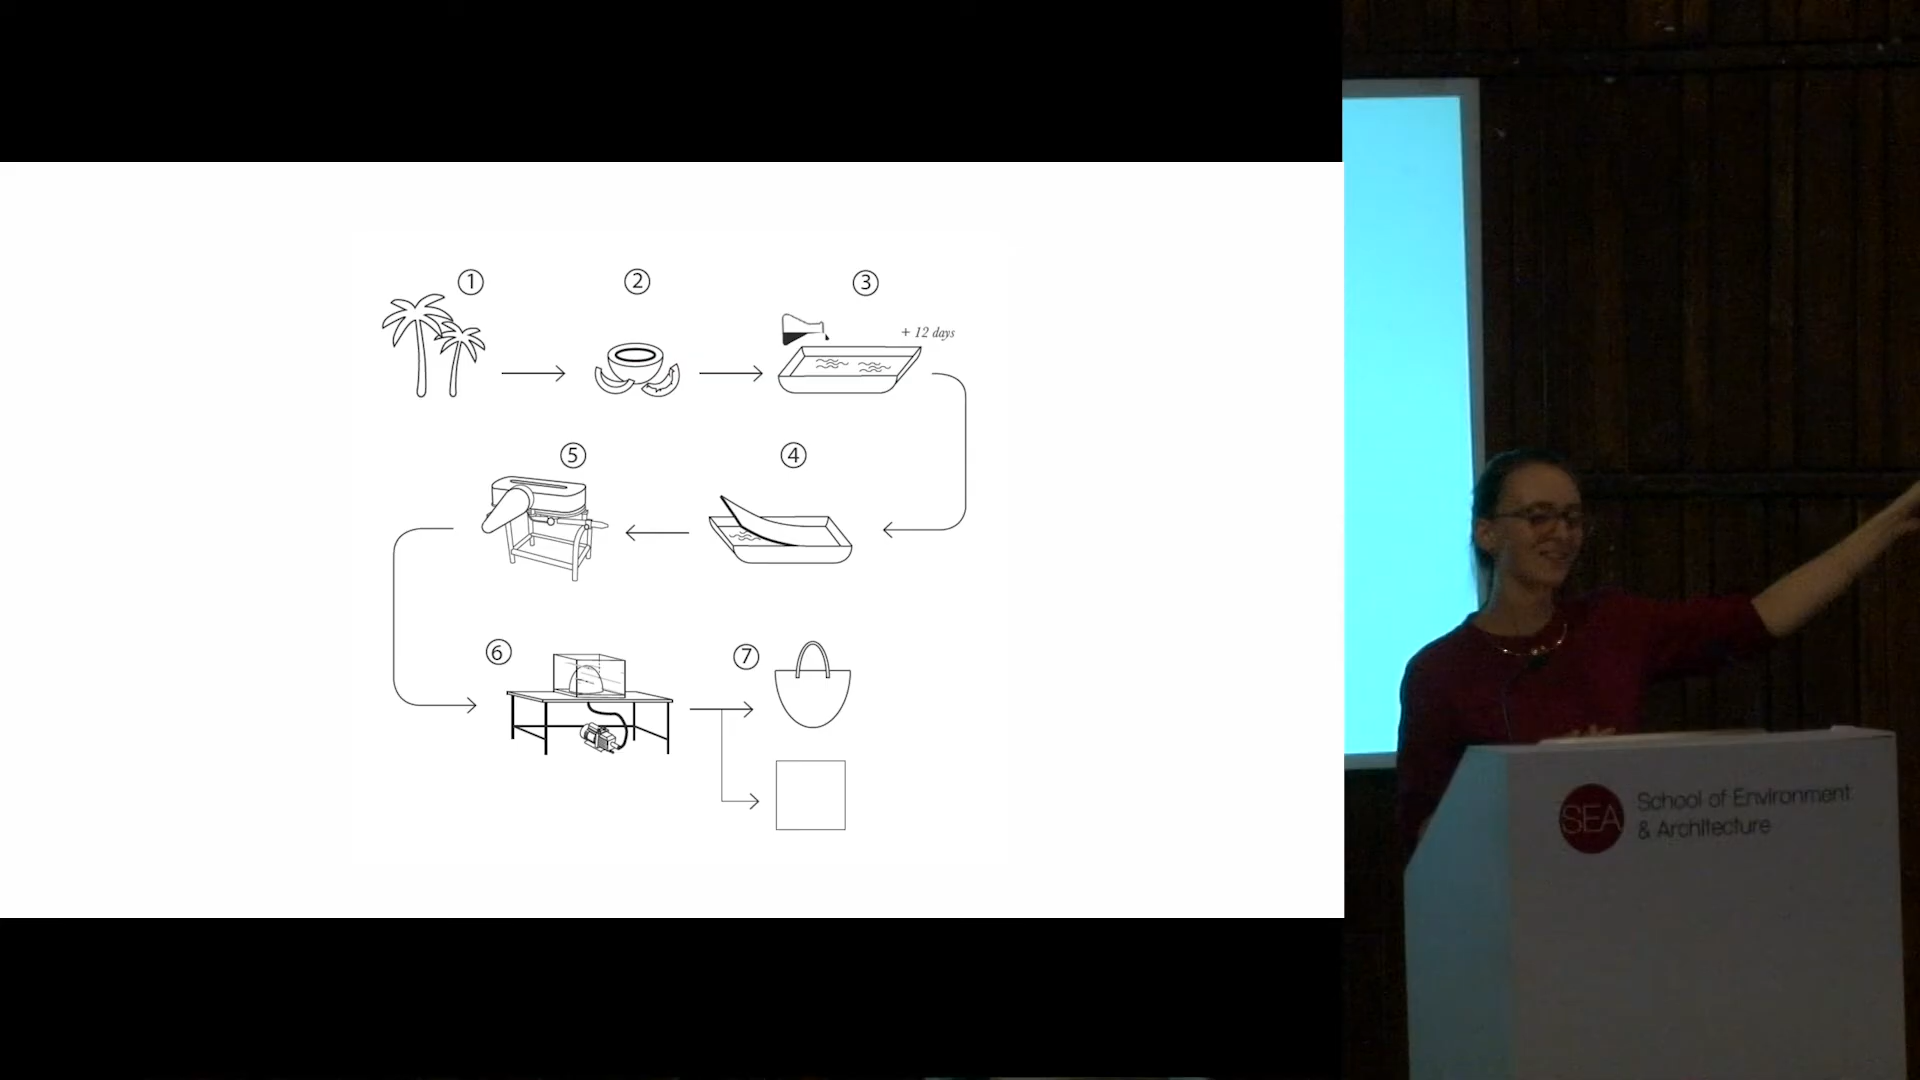 1
2
3
+ 12 days
5
4
6
7
SEA
School of Environment
& Architecture